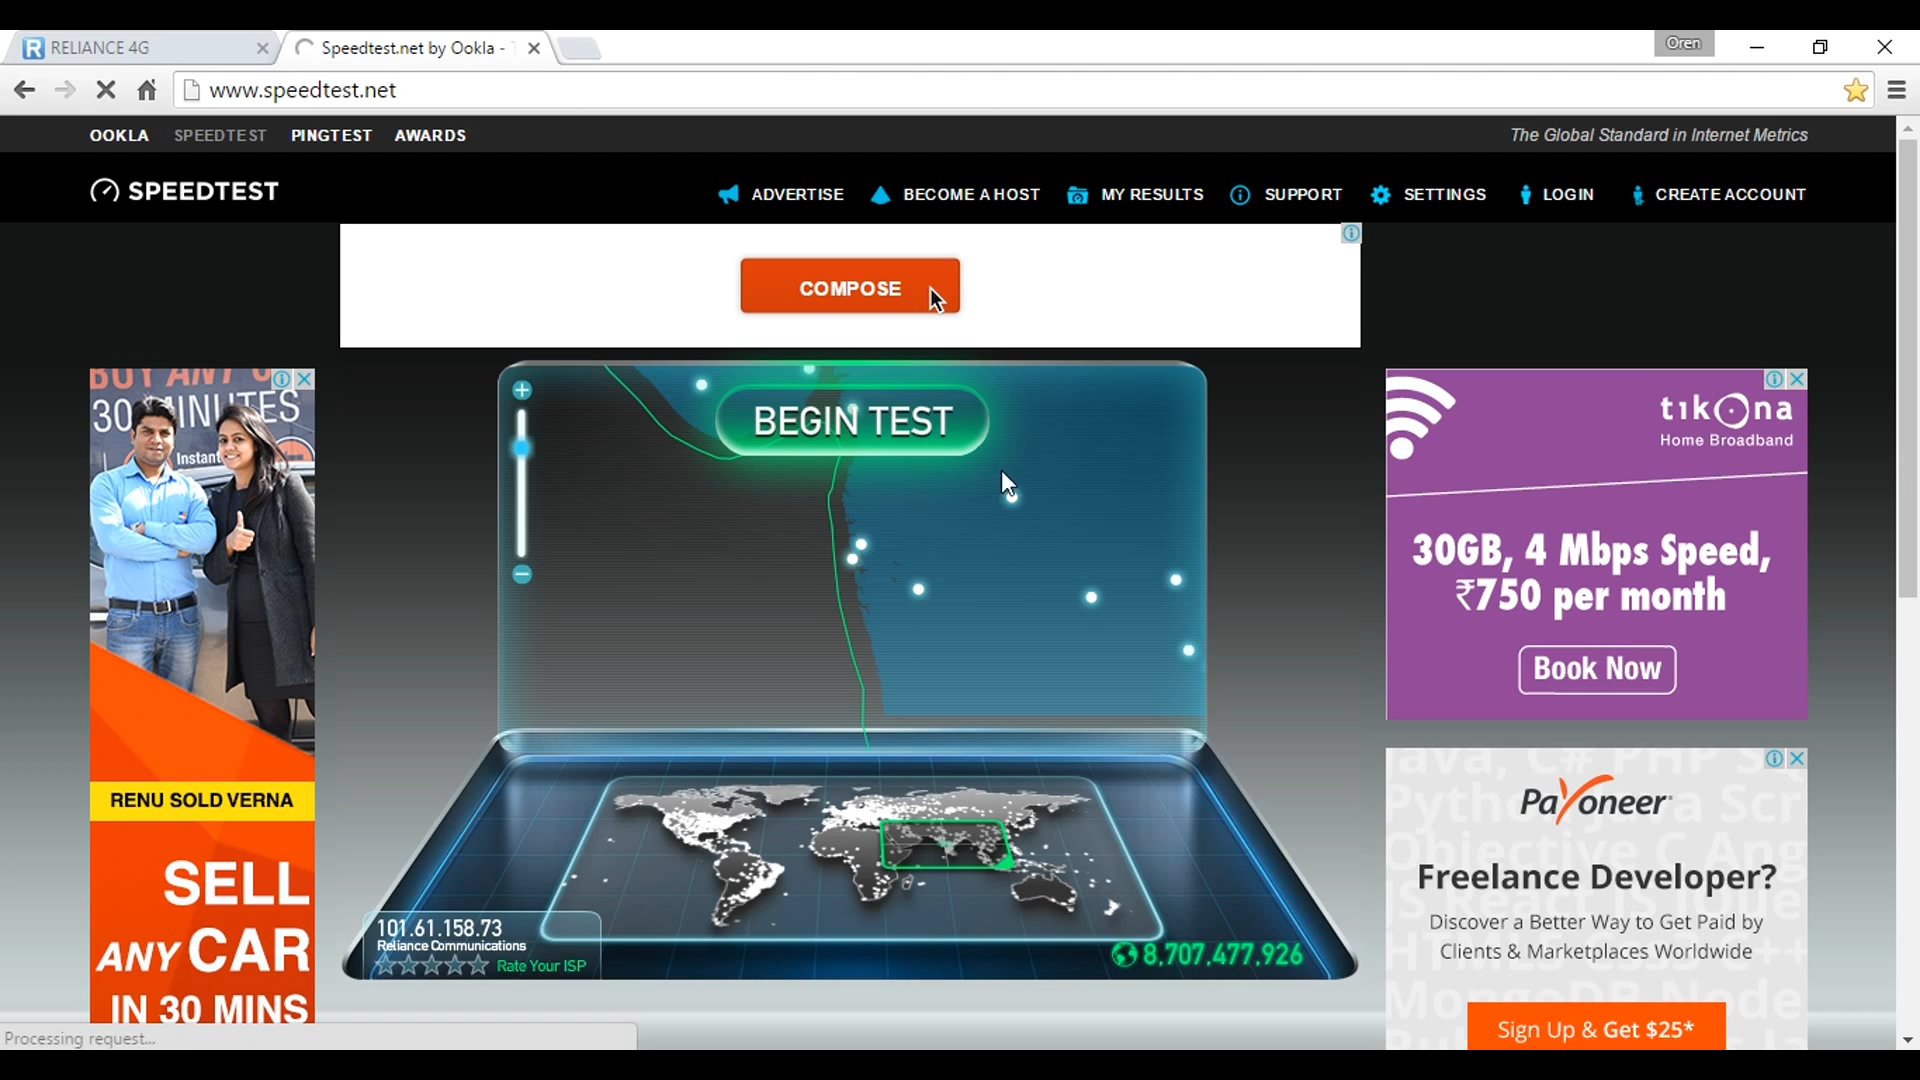 RELIANCE 4G
Speedtest.net by Ookla -
Oren
www.speedtest.net
OOKLA SPEEDTEST PINGTEST AWARDS
The Global Standard in Internet Metrics
SPEEDTEST
ADVERTISE BECOME A HOST MY RESULTS SUPPORT SETTINGS LOGIN CREATE ACCOUNT
COMPOSE
BEGIN TEST
30 MINUTES
Instant
RENU SOLD VERNA
SELL
ANY CAR
IN 30 MINS
101.61.158.73
Reliance Communications
Rate Your ISP
8,707,477,926
tikona
Home Broadband
30GB, 4 Mbps Speed,
₹750 per month
Book Now
Payoneer
Freelance Developer?
Discover a Better Way to Get Paid by
Clients & Marketplaces Worldwide
Sign Up & Get $25*
Processing request...